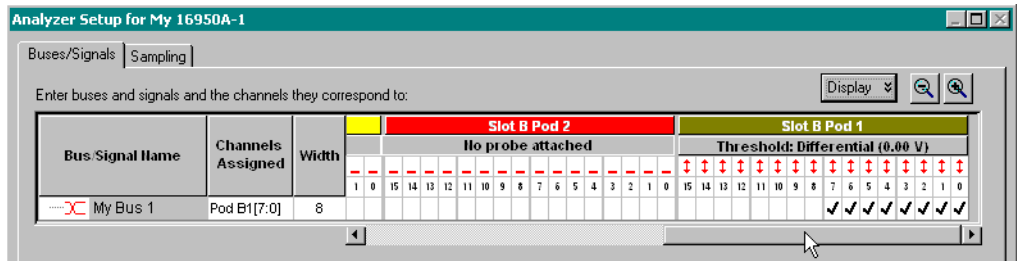 Analyzer Setup for My 16950A-1
Buses/Signals Sampling
Display
Enter buses and signals and the channels they correspond to:
Slot B Pod 2 Slot B Pod 1
Bus/Signal Name Channels Assigned Width No probe attached Threshold: Differential (0.00 V)
1 0 15 14 13 12 11 10 9 8 7 6 5 4 3 2 1 0 15 14 13 12 11 10 9 8 7 6 5 4 3 2 1 0
My Bus 1 Pod B1[7:0] 8